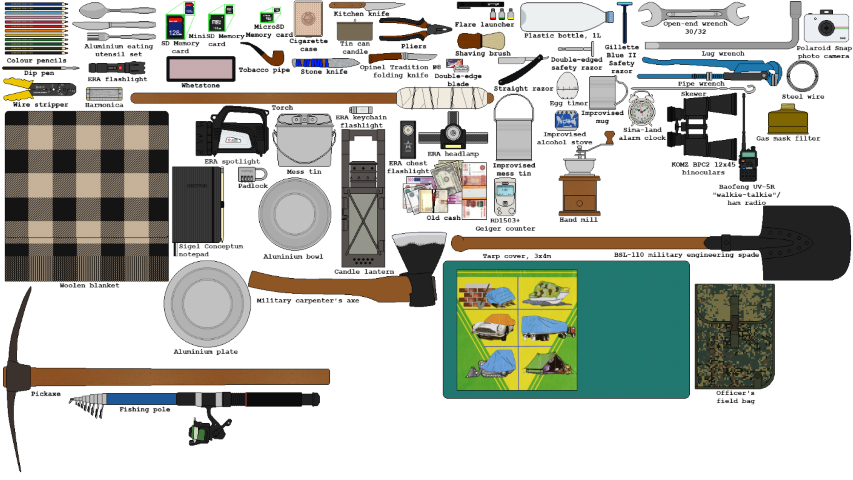 Colour pencils
Dip pen
Wire stripper
Aluminium eating
utensil set
ERA flashlight
Harmonica
SD Memory
card
MiniSD Memory
card
MicroSD
Memory card
Whetstone
Tobacco pipe
Cigarette
case
Stone knife
Kitchen knife
Tin can
candle
Pliers
Opinel Tradition #8
folding knife
Flare launcher
Shaving brush
Double-edge
blade
Straight razor
Plastic bottle, 1L
Double-edged
safety razor
Gillette
Blue II
Safety
razor
Open-end wrench
30/32
Lug wrench
Pipe wrench
Skewer
Steel wire
Polaroid Snap
photo camera
Torch
ERA keychain
flashlight
Egg timer
Improvised
mug
Improvised
alcohol stove
Sima-land
alarm clock
KOMZ BPC2 12x45
binoculars
Gas mask filter
ERA spotlight
Mess tin
ERA chest
flashlight
ERA headlamp
Improvised
mess tin
Padlock
Old cash
RD1503+
Geiger counter
Hand mill
Baofeng UV-5R
"walkie-talkie"/
ham radio
Sigel Conceptum
notepad
Aluminium bowl
Candle lantern
Tarp cover, 3x4m
BSL-110 military engineering spade
Woolen blanket
Military carpenter's axe
Aluminium plate
Pickaxe
Fishing pole
Officer's
field bag